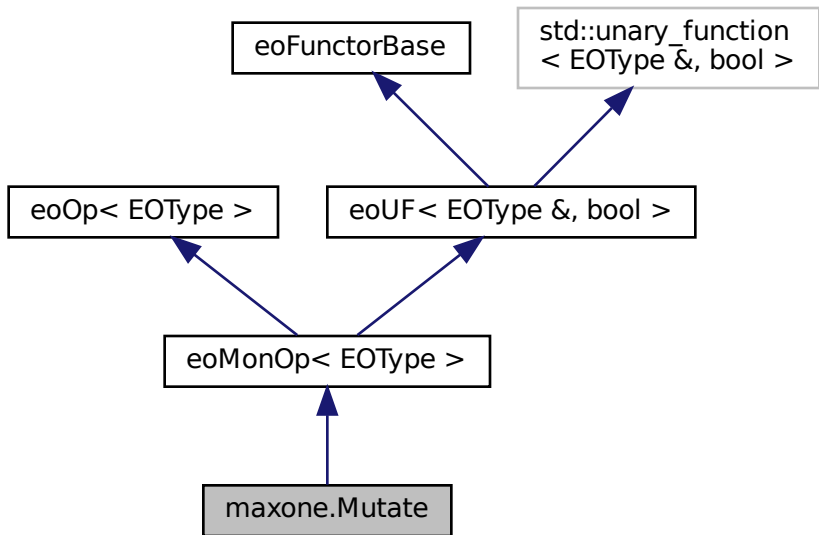 std::unary_function
< EOType &, bool >
eoFunctorBase
eoOp< EOType >
eoUF< EOType &, bool >
eoMonOp< EOType >
maxone.Mutate